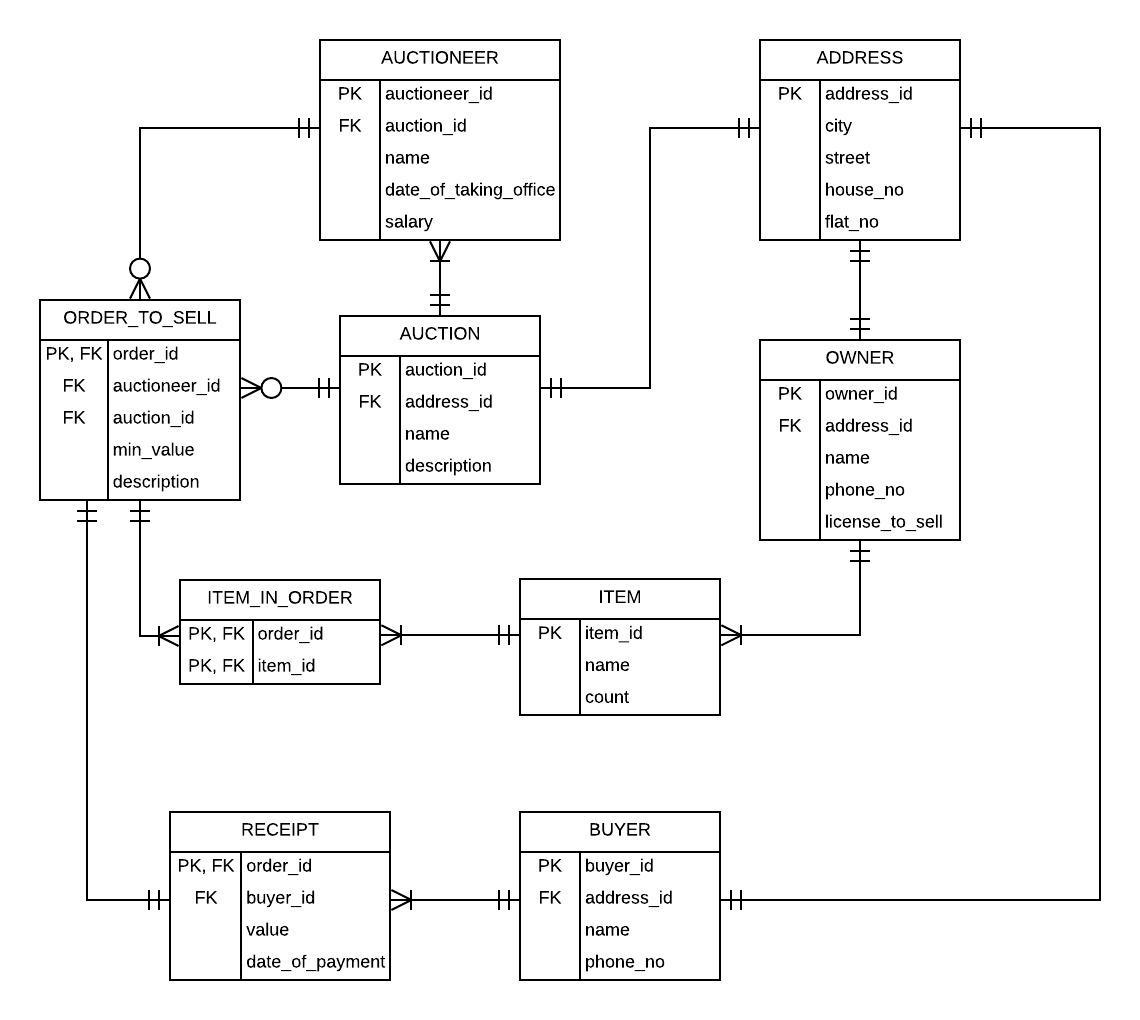 AUCTIONEER
PK auctioneer_id
FK auction_id
name
date_of_taking_office
salary
ADDRESS
PK address_id
city
street
house_no
flat_no
ORDER_TO_SELL
PK, FK order_id
FK auctioneer_id
FK auction_id
min_value
description
AUCTION
PK auction_id
FK address_id
name
description
OWNER
PK owner_id
FK address_id
name
phone_no
license_to_sell
ITEM_IN_ORDER
PK, FK order_id
PK, FK item_id
ITEM
PK item_id
name
count
RECEIPT
PK, FK order_id
FK buyer_id
value
date_of_payment
BUYER
PK buyer_id
FK address_id
name
phone_no